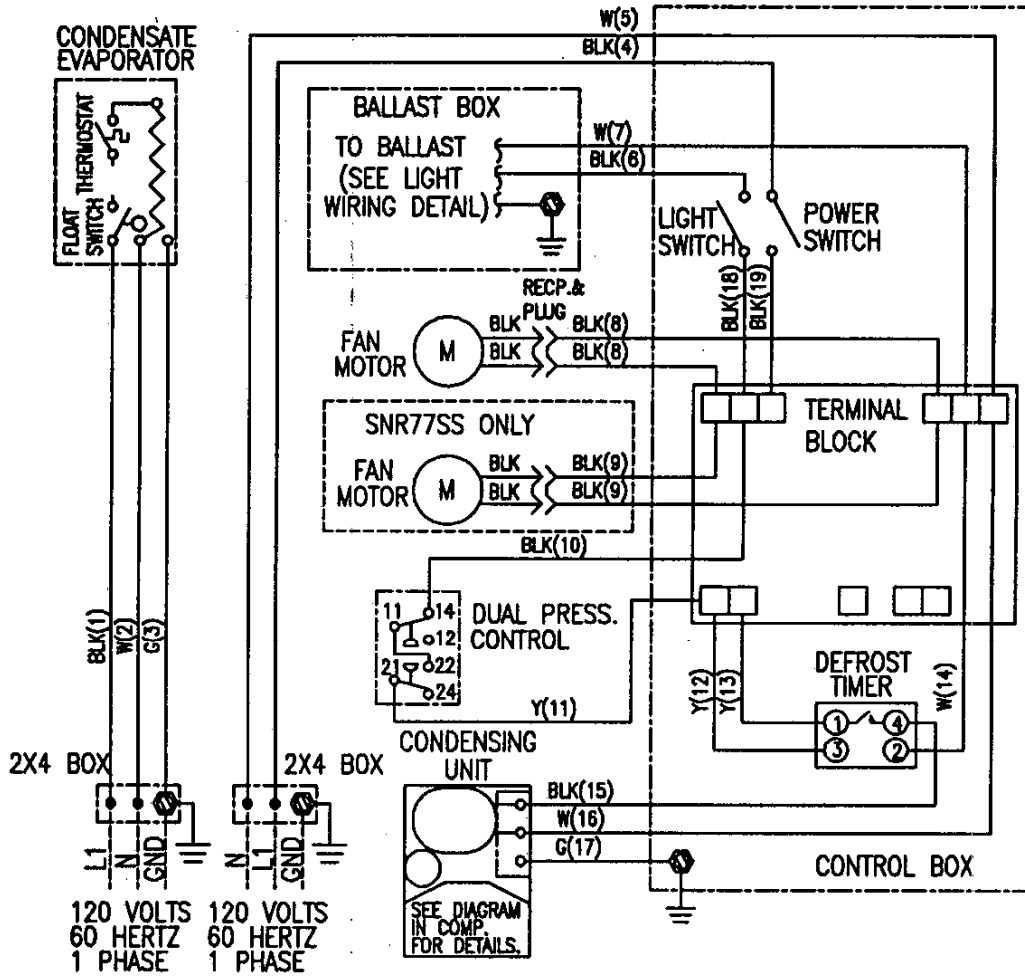 CONDENSATE
EVAPORATOR
THERMOSTAT
FLOAT
SWITCH
W(5)
BLK(4)
BALLAST BOX
TO BALLAST
(SEE LIGHT
WIRING DETAIL)
W(7)
BLK(6)
LIGHT
SWITCH
POWER
SWITCH
BLK(18)
BLK(19)
RECP.&
PLUG
FAN
MOTOR
M
BLK
BLK(8)
BLK
BLK(8)
TERMINAL
BLOCK
SNR77SS ONLY
FAN
MOTOR
M
BLK
BLK(9)
BLK
BLK(9)
BLK(10)
11
14
12
21
22
24
DUAL PRESS.
CONTROL
BLK(1)
W(2)
G(3)
Y(11)
Y(12)
Y(13)
DEFROST
TIMER
W(14)
1
4
3
2
2X4 BOX
2X4 BOX
CONDENSING
UNIT
BLK(15)
W(16)
G(17)
CONTROL BOX
L1
N
GND
N
L1
GND
120 VOLTS
60 HERTZ
1 PHASE
120 VOLTS
60 HERTZ
1 PHASE
SEE DIAGRAM
IN COMP.
FOR DETAILS.